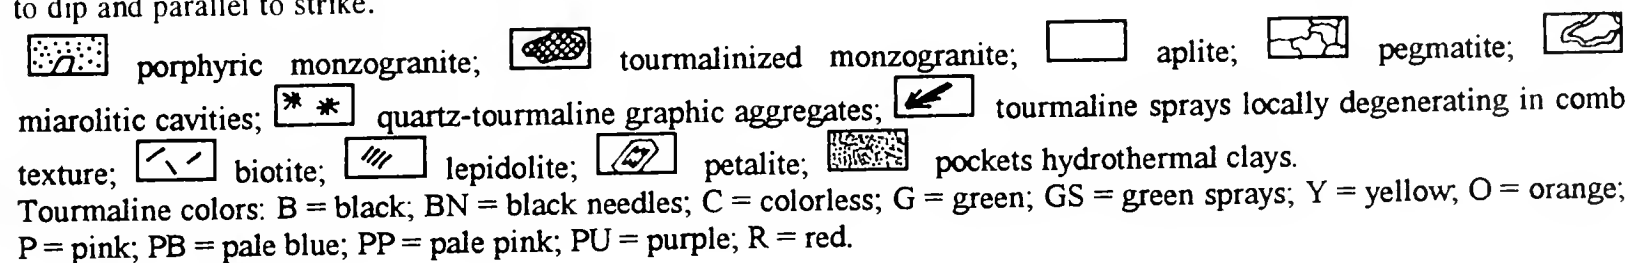 to dip and parallel to strike.
porphyric monzogranite; tourmalinized monzogranite; aplite; pegmatite;
miarolitic cavities; quartz-tourmaline graphic aggregates; tourmaline sprays locally degenerating in comb
texture; biotite; lepidolite; petalite; pockets hydrothermal clays.
Tourmaline colors: B = black; BN = black needles; C = colorless; G = green; GS = green sprays; Y = yellow; O = orange;
P = pink; PB = pale blue; PP = pale pink; PU = purple; R = red.